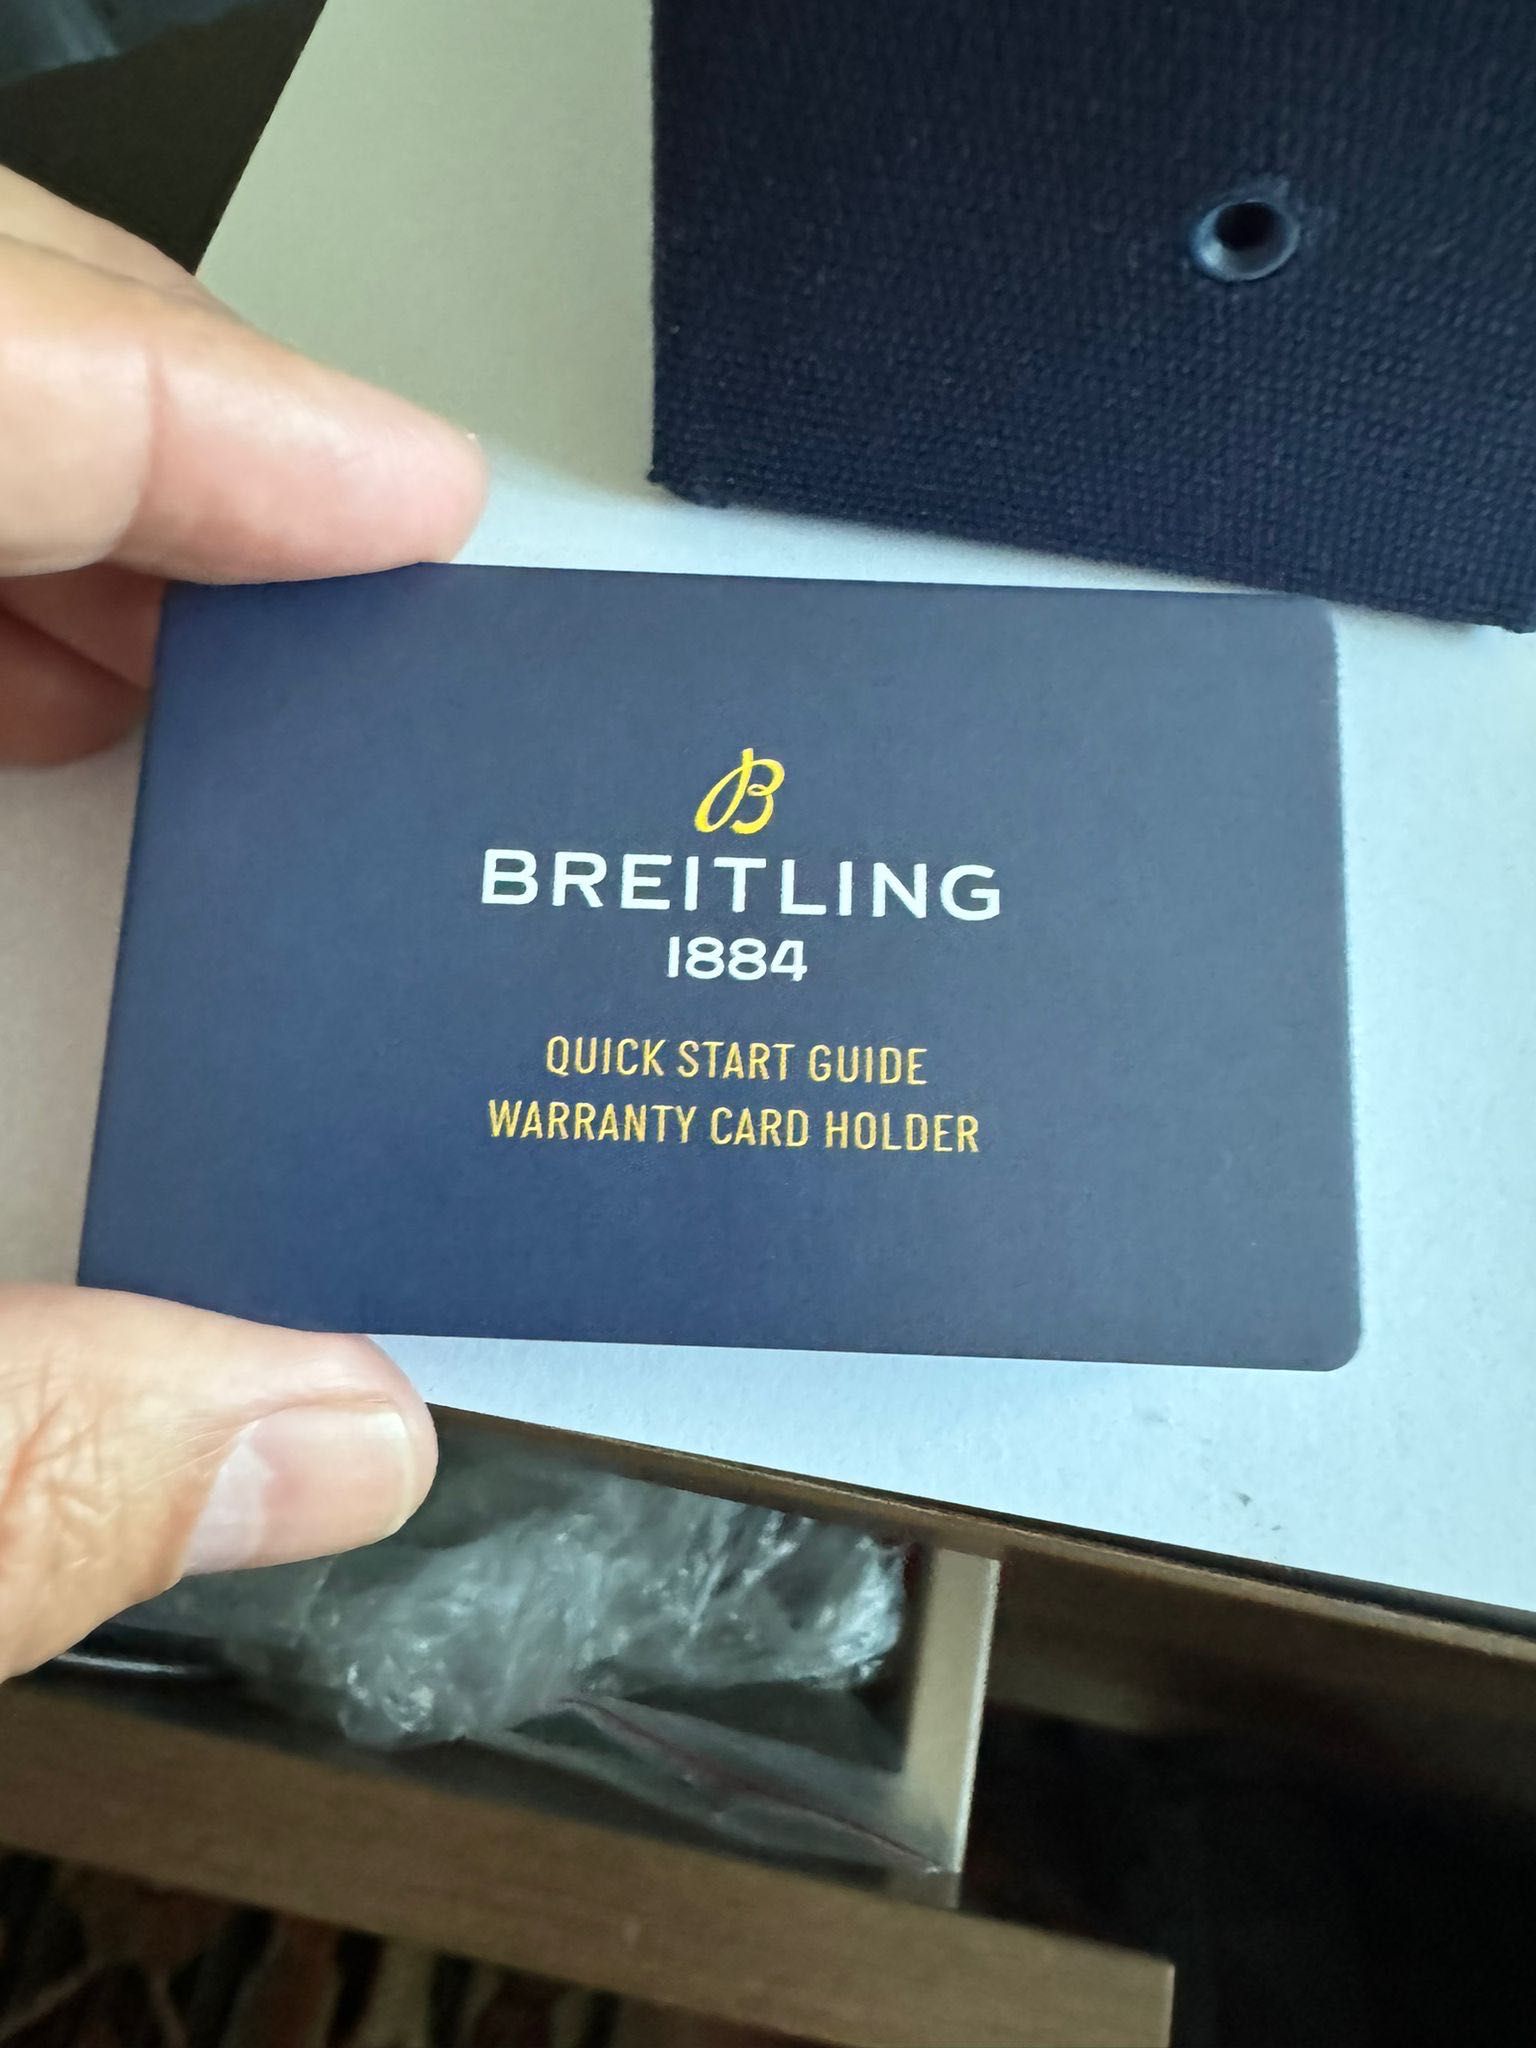 B
BREITLING
1884
QUICK START GUIDE
WARRANTY CARD HOLDER